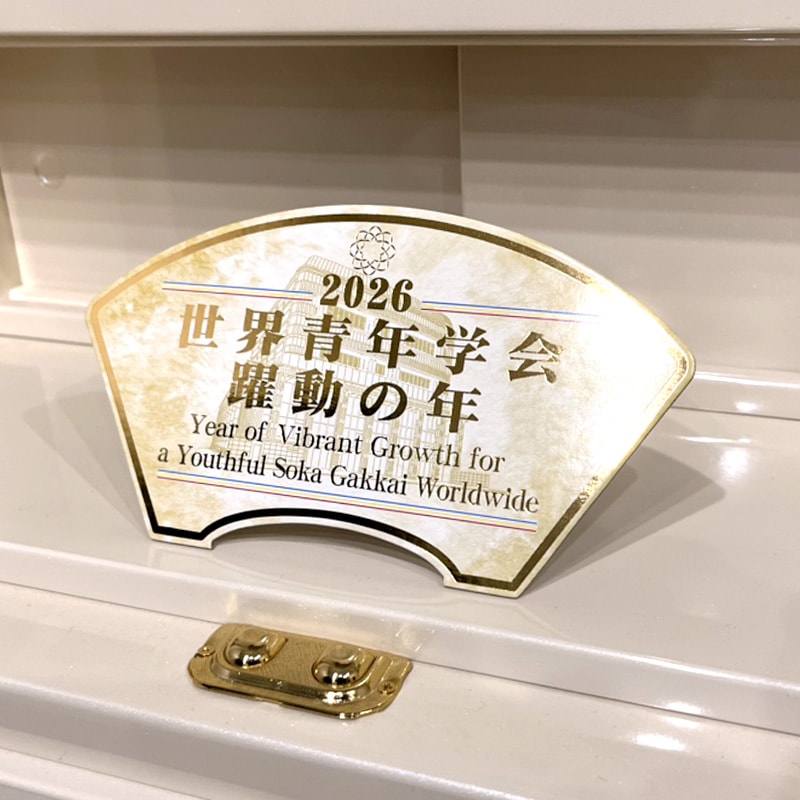 2026
世界青年学会
躍動の年
Year of Vibrant Growth for
a Youthful Soka Gakkai Worldwide